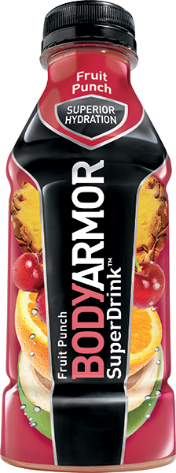 Fruit
Punch
SUPERIOR
HYDRATION
Fruit Punch
BODYARMOR
SuperDrink™